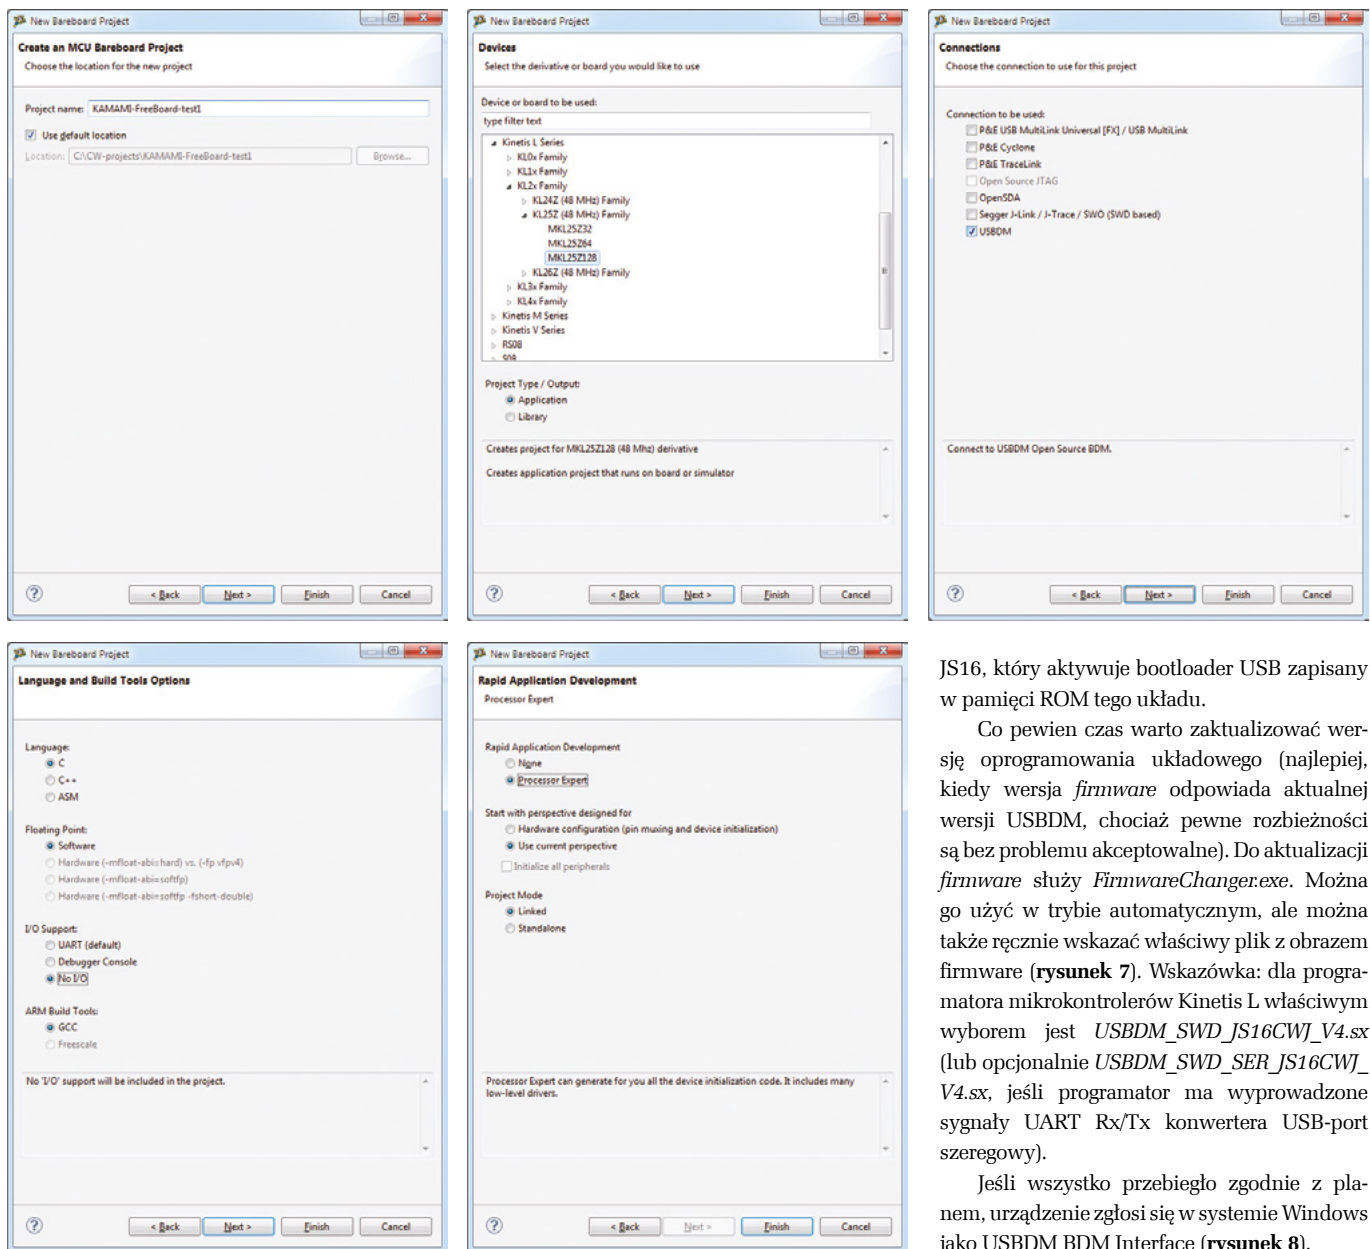 New Bareboard Project
Create an MCU Bareboard Project
Choose the location for the new project
Project name: KAMAMI-FreeBoard-test1
Use default location
Location: C:\CW-projects\KAMAMI-FreeBoard-test1 Browse...
< Back Next > Finish Cancel
New Bareboard Project
Devices
Select the derivative or board you would like to use
Device or board to be used:
type filter text
Kinetis L Series
KL0x Family
KL1x Family
KL2x Family
KL24Z (48 MHz) Family
KL25Z (48 MHz) Family
MKL25Z32
MKL25Z64
MKL25Z128
KL26Z (48 MHz) Family
KL3x Family
KL4x Family
Kinetis M Series
Kinetis V Series
RS08
S08
Project Type / Output:
Application
Library
Creates project for MKL25Z128 (48 Mhz) derivative
Creates application project that runs on board or simulator
< Back Next > Finish Cancel
New Bareboard Project
Connections
Choose the connection to use for this project
Connection to be used:
P&E USB MultiLink Universal [FX] / USB MultiLink
P&E Cyclone
P&E TraceLink
Open Source JTAG
OpenSDA
Segger J-Link / J-Trace / SWO (SWD based)
USBDM
Connect to USBDM Open Source BDM.
< Back Next > Finish Cancel
New Bareboard Project
Language and Build Tools Options
Language:
C
C++
ASM
Floating Point:
Software
Hardware (-mfloat-abi=hard) vs. (-fp vfpv4)
Hardware (-mfloat-abi=softfp)
Hardware (-mfloat-abi=softfp -fshort-double)
I/O Support:
UART (default)
Debugger Console
No I/O
ARM Build Tools:
GCC
Freescale
No 'I/O' support will be included in the project.
< Back Next > Finish Cancel
New Bareboard Project
Rapid Application Development
Processor Expert
Rapid Application Development
None
Processor Expert
Start with perspective designed for
Hardware configuration (pin muxing and device initialization)
Use current perspective
Initialize all peripherals
Project Mode
Linked
Standalone
Processor Expert can generate for you all the device initialization code. It includes many
low-level drivers.
< Back Next > Finish Cancel
JS16, który aktywuje bootloader USB zapisany
w pamięci ROM tego układu.
Co pewien czas warto zaktualizować wer-
sję oprogramowania układowego (najlepiej,
kiedy wersja firmware odpowiada aktualnej
wersji USBDM, chociaż pewne rozbieżności
są bez problemu akceptowalne). Do aktualizacji
firmware służy FirmwareChanger.exe. Można
go użyć w trybie automatycznym, ale można
także ręcznie wskazać właściwy plik z obrazem
firmware (rysunek 7). Wskazówka: dla progra-
matora mikrokontrolerów Kinetis L właściwym
wyborem jest USBDM_SWD_JS16CWJ_V4.sx
(lub opcjonalnie USBDM_SWD_SER_JS16CWJ_
V4.sx, jeśli programator ma wyprowadzone
sygnały UART Rx/Tx konwertera USB-port
szeregowy).
Jeśli wszystko przebiegło zgodnie z pla-
nem, urządzenie zgłosi się w systemie Windows
jako USBDM BDM Interface (rysunek 8).